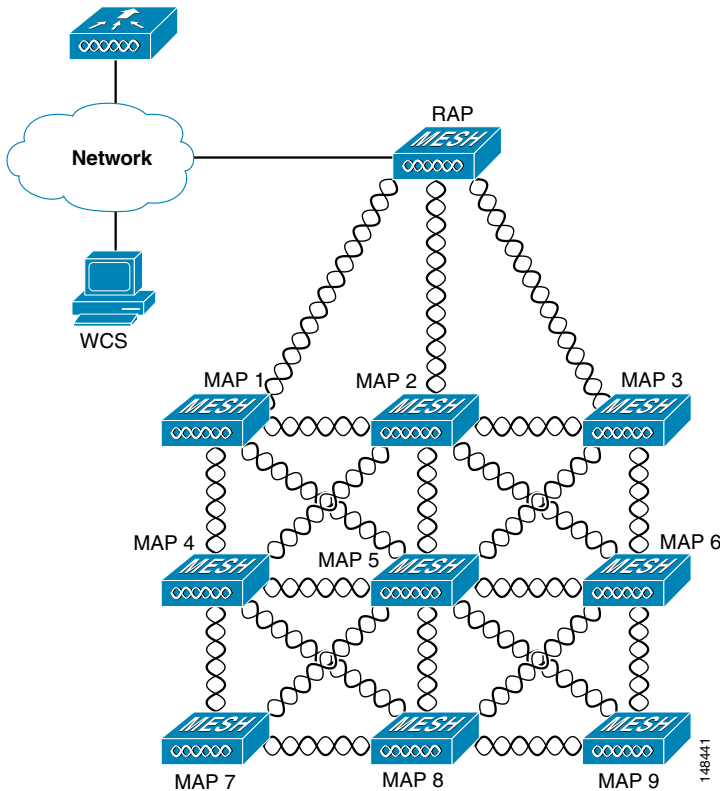 RAP
MESH
Network
WCS
MAP 1
MAP 2
MAP 3
MESH
MESH
MESH
MAP 4
MAP 5
MAP 6
MESH
MESH
MESH
MESH
MESH
MESH
MAP 7
MAP 8
MAP 9
148441